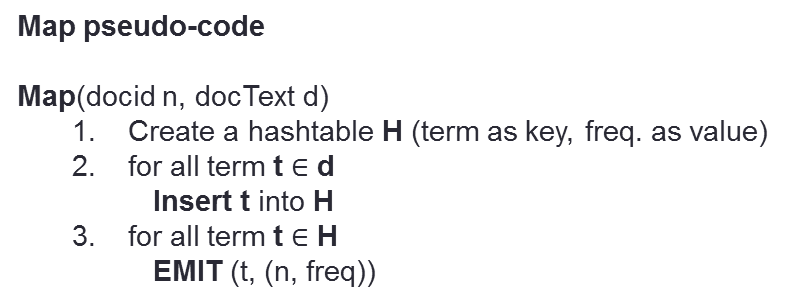 Map pseudo-code
Map(docid n, docText d)
1. Create a hashtable H (term as key, freq. as value)
2. for all term t ∈ d
Insert t into H
3. for all term t ∈ H
EMIT (t, (n, freq))